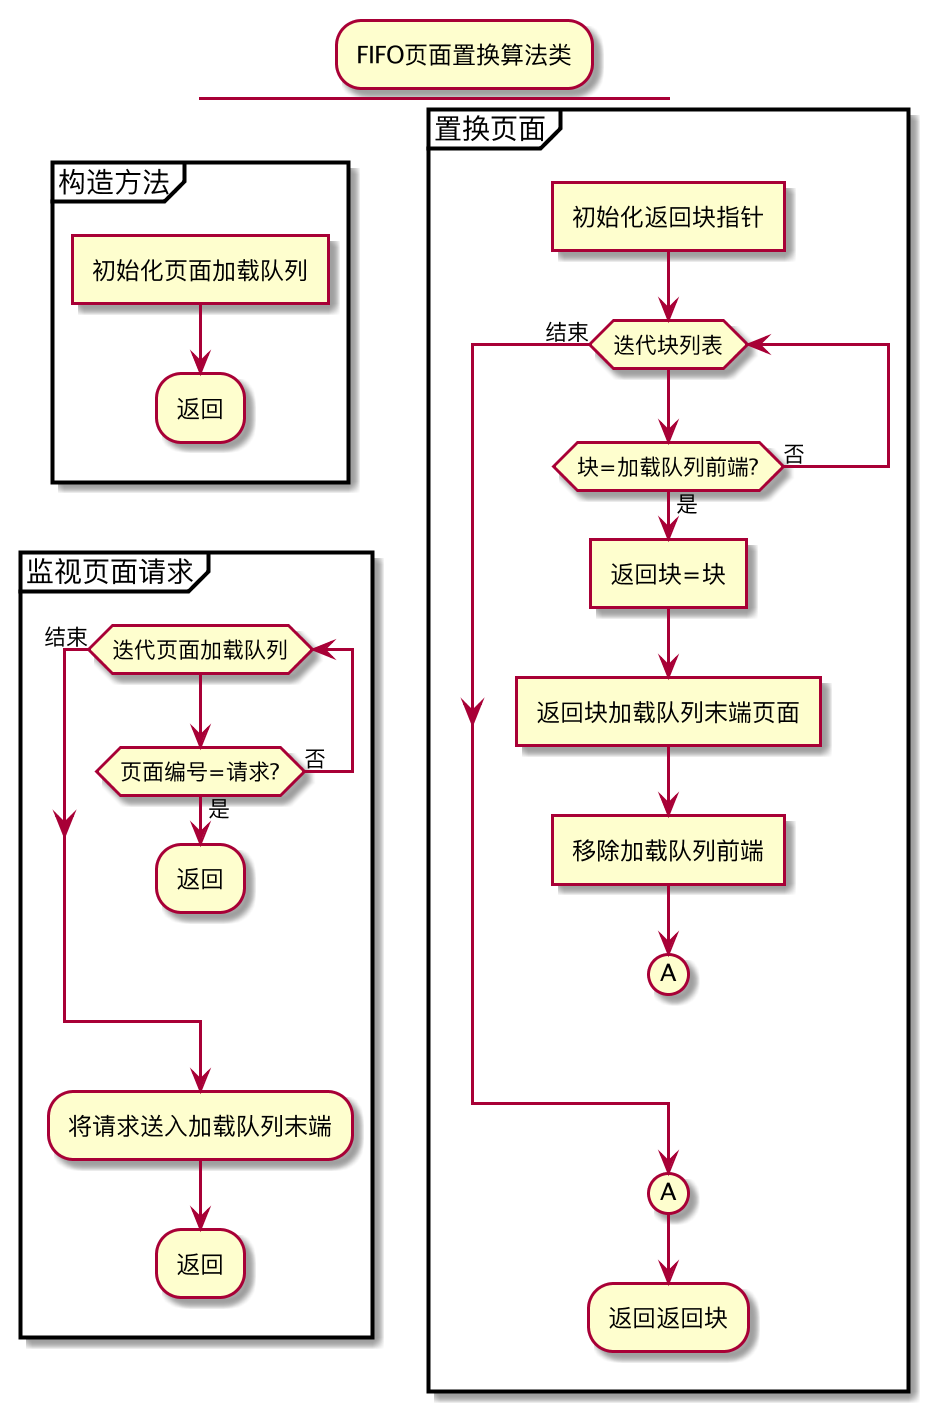 FIFO页面置换算法类
构造方法
初始化页面加载队列
返回
监视页面请求
结束
迭代页面加载队列
页面编号=请求?
否
是
返回
将请求送入加载队列末端
返回
置换页面
初始化返回块指针
结束
迭代块列表
块=加载队列前端?
否
是
返回块=块
返回块加载队列末端页面
移除加载队列前端
A
A
返回返回块